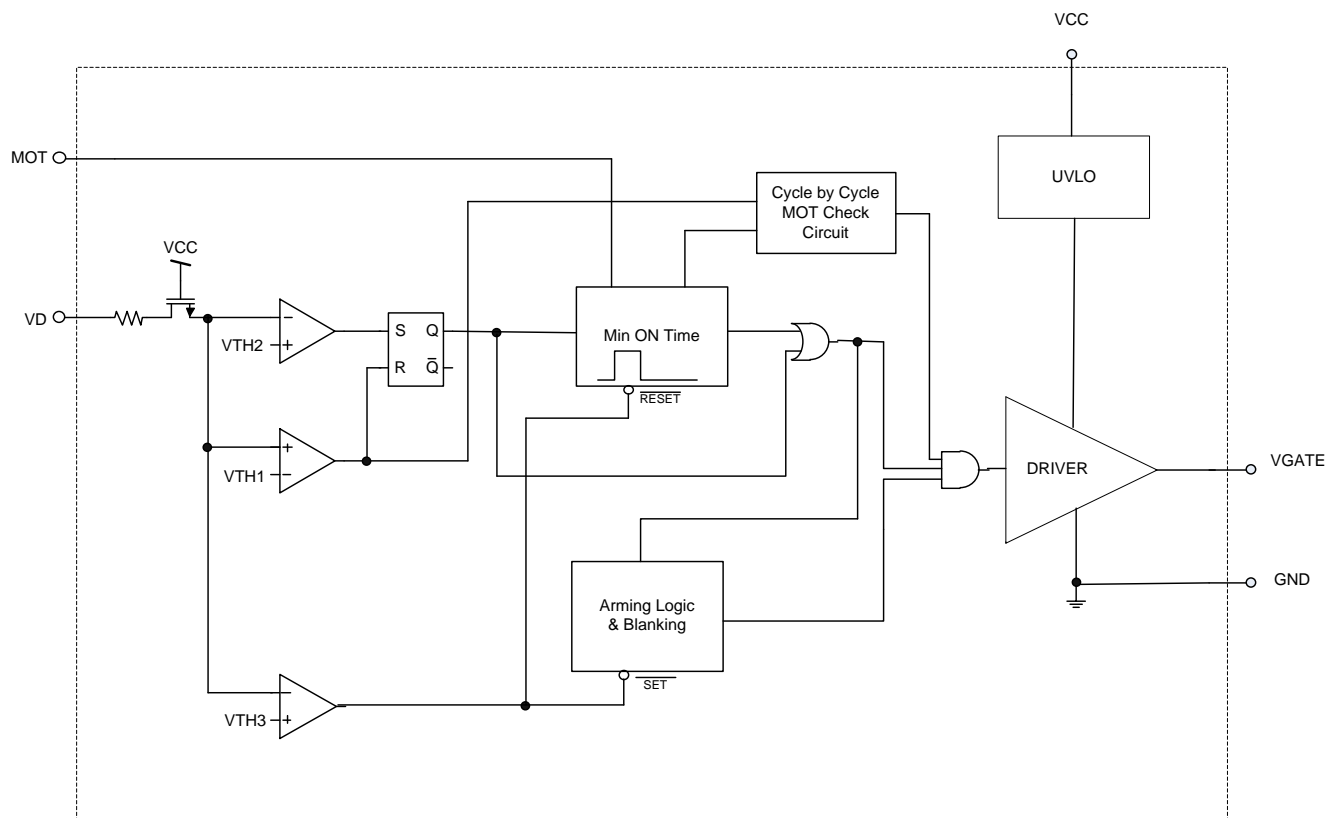 VCC
MOT
UVLO
Cycle by Cycle
MOT Check
Circuit
VCC
VD
VTH2
-
+
S Q
R Q̅
Min ON Time
RESET
VTH1
+
-
DRIVER
VGATE
GND
Arming Logic
& Blanking
SET
VTH3
-
+